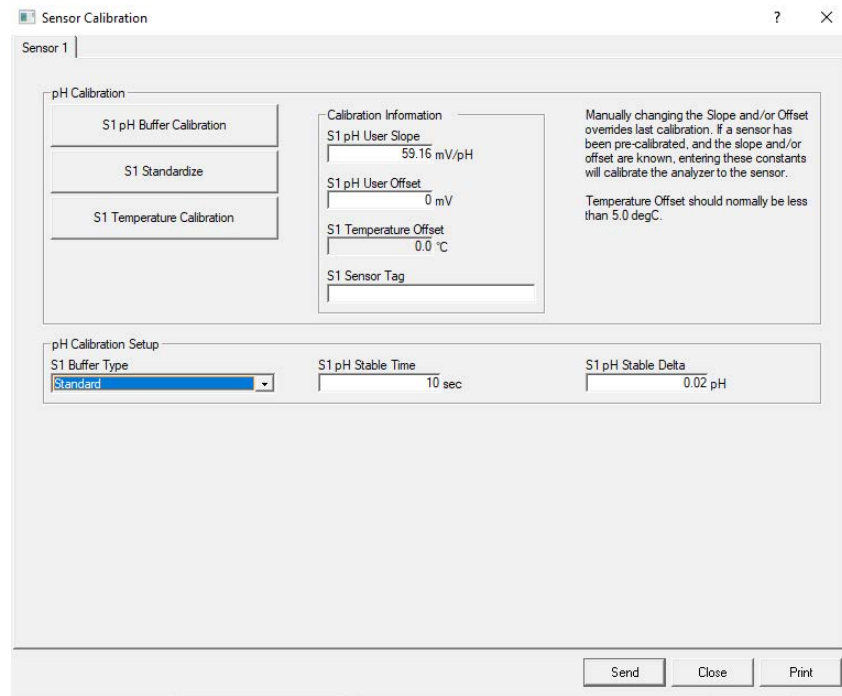 Sensor Calibration ? ×
Sensor 1
pH Calibration
S1 pH Buffer Calibration
S1 Standardize
S1 Temperature Calibration
Calibration Information
S1 pH User Slope
59.16 mV/pH
S1 pH User Offset
0 mV
S1 Temperature Offset
0.0 °C
S1 Sensor Tag
Manually changing the Slope and/or Offset
overrides last calibration. If a sensor has
been pre-calibrated, and the slope and/or
offset are known, entering these constants
will calibrate the analyzer to the sensor.
Temperature Offset should normally be less
than 5.0 degC.
pH Calibration Setup
S1 Buffer Type
Standard
S1 pH Stable Time
10 sec
S1 pH Stable Delta
0.02 pH
Send Close Print